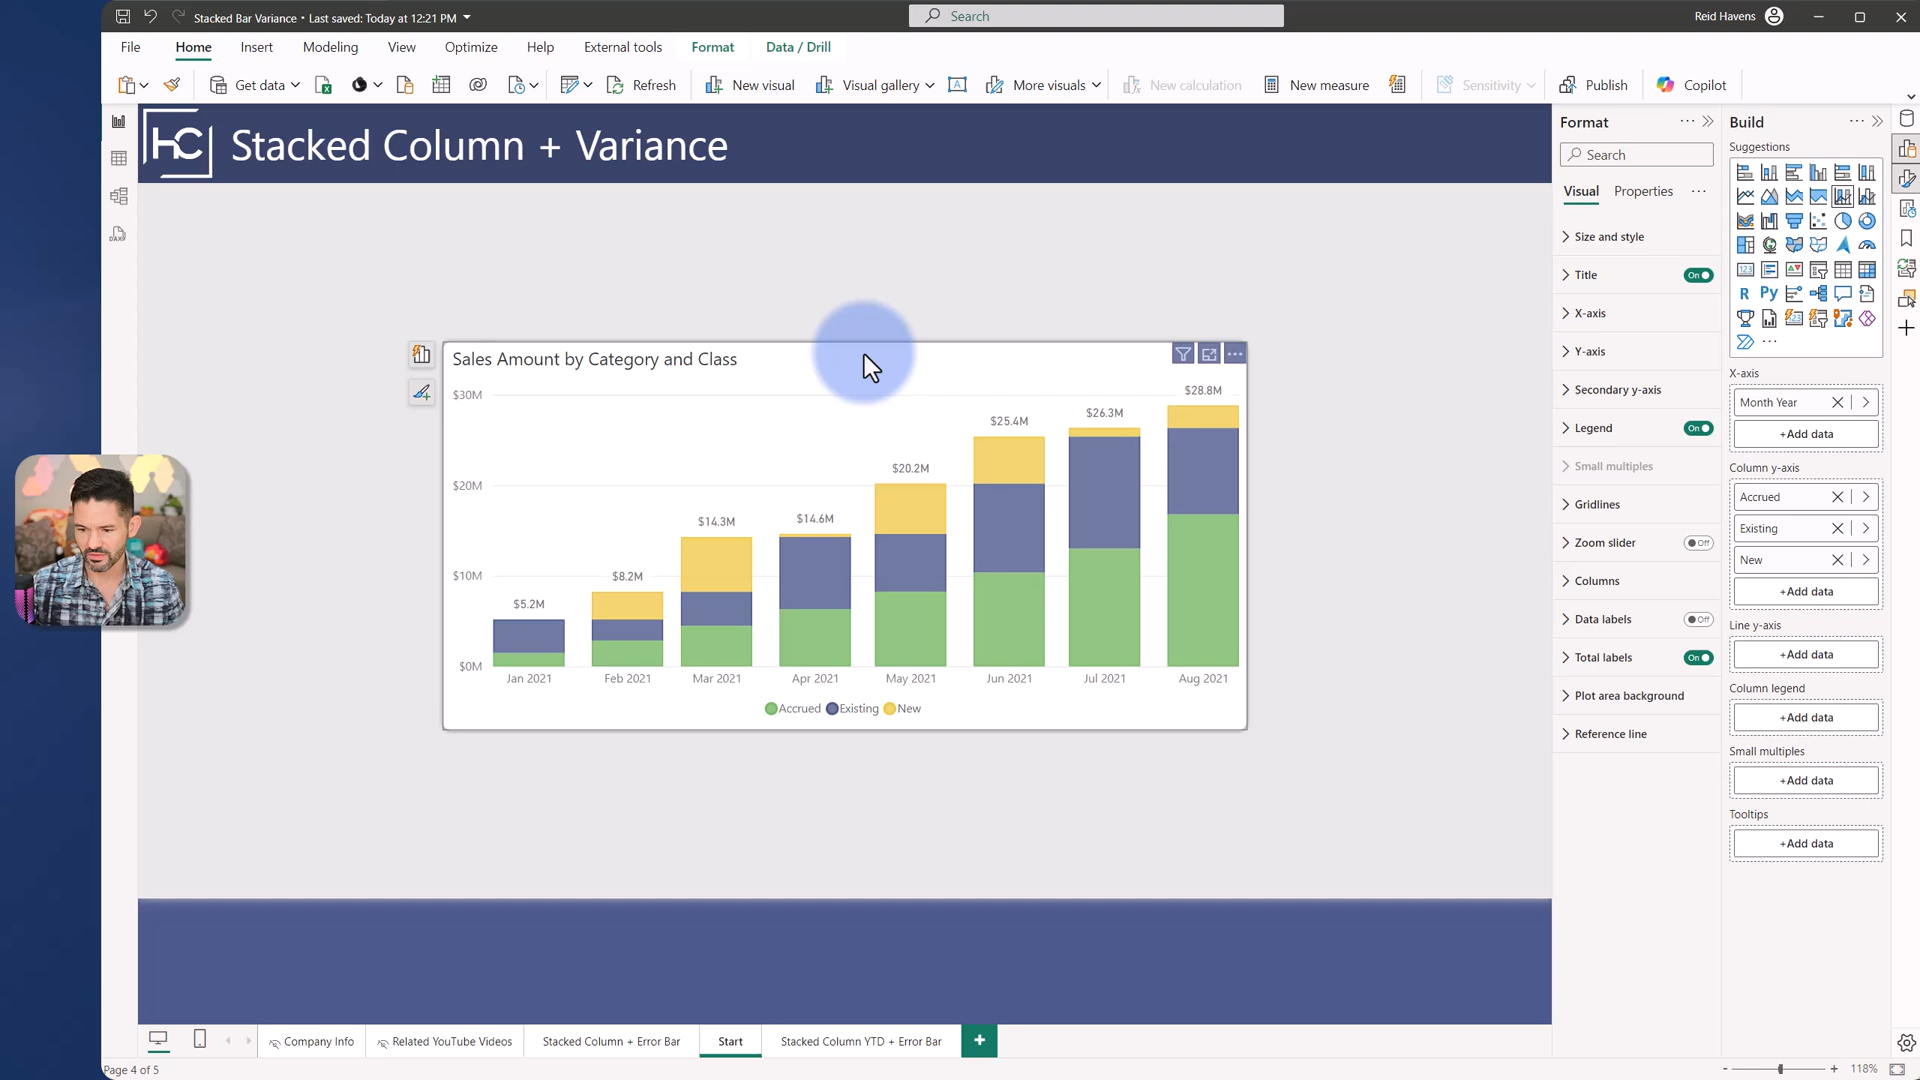 Stacked Bar Variance • Last saved: Today at 12:21 PM
Search
Reid Havens
File
Home
Insert
Modeling
View
Optimize
Help
External tools
Format
Data / Drill
Get data
Refresh
New visual
Visual gallery
More visuals
New calculation
New measure
Sensitivity
Publish
Copilot
HC
Stacked Column + Variance
DAX
Sales Amount by Category and Class
$30M
$20M
$10M
$0M
$5.2M
$8.2M
$14.3M
$14.6M
$20.2M
$25.4M
$26.3M
$28.8M
Jan 2021
Feb 2021
Mar 2021
Apr 2021
May 2021
Jun 2021
Jul 2021
Aug 2021
Accrued
Existing
New
Format
Search
Visual
Properties
Size and style
Title
On
X-axis
Y-axis
Secondary y-axis
Legend
On
Small multiples
Gridlines
Zoom slider
Off
Columns
Data labels
Off
Total labels
On
Plot area background
Reference line
Build
Suggestions
123
R
Py
X-axis
Month Year
+Add data
Column y-axis
Accrued
Existing
New
+Add data
Line y-axis
+Add data
Column legend
+Add data
Small multiples
+Add data
Tooltips
+Add data
Company Info
Related YouTube Videos
Stacked Column + Error Bar
Start
Stacked Column YTD + Error Bar
Page 4 of 5
118%